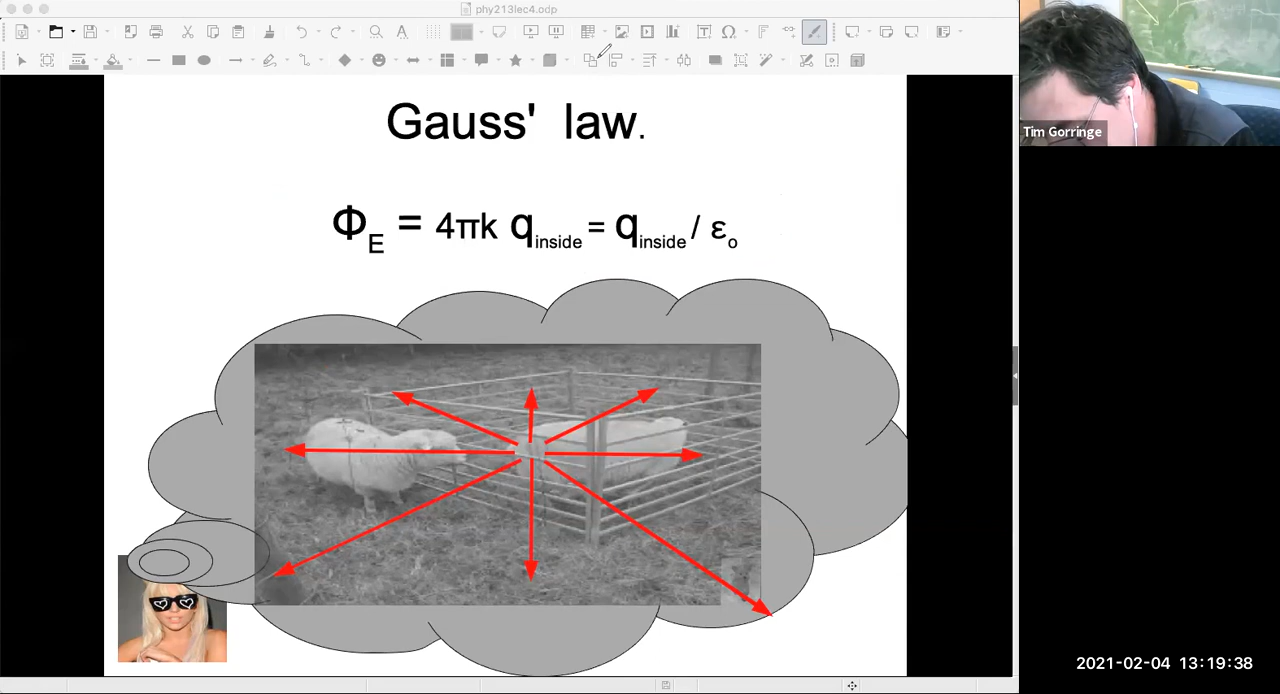 phy213lec4.odp
Gauss' law.
Φ_E = 4πk q_inside = q_inside / ε_o
Tim Gorringe
2021-02-04 13:19:38